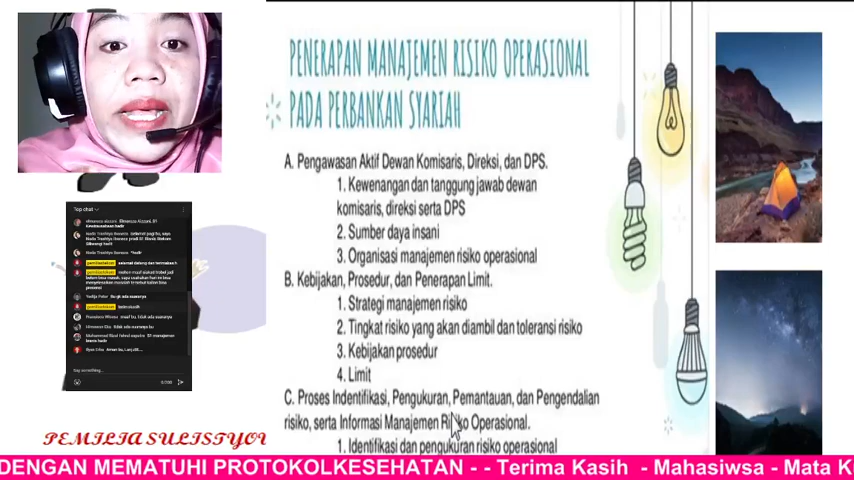 PENERAPAN MANAJEMEN RISIKO OPERASIONAL
PADA PERBANKAN SYARIAH
A. Pengawasan Aktif Dewan Komisaris, Direksi, dan DPS.
1. Kewenangan dan tanggung jawab dewan
komisaris, direksi serta DPS
2. Sumber daya insani
3. Organisasi manajemen risiko operasional
B. Kebijakan, Prosedur, dan Penerapan Limit.
1. Strategi manajemen risiko
2. Tingkat risiko yang akan diambil dan toleransi risiko
3. Kebijakan prosedur
4. Limit
C. Proses Indentifikasi, Pengukuran, Pemantauan, dan Pengendalian
risiko, serta Informasi Manajemen Risiko Operasional.
1. Identifikasi dan pengukuran risiko operasional
Top chat
PEMILIA SULISTYOW
DENGAN MEMATUHI PROTOKOLKESEHATAN - - Terima Kasih - Mahasiwsa - Mata K